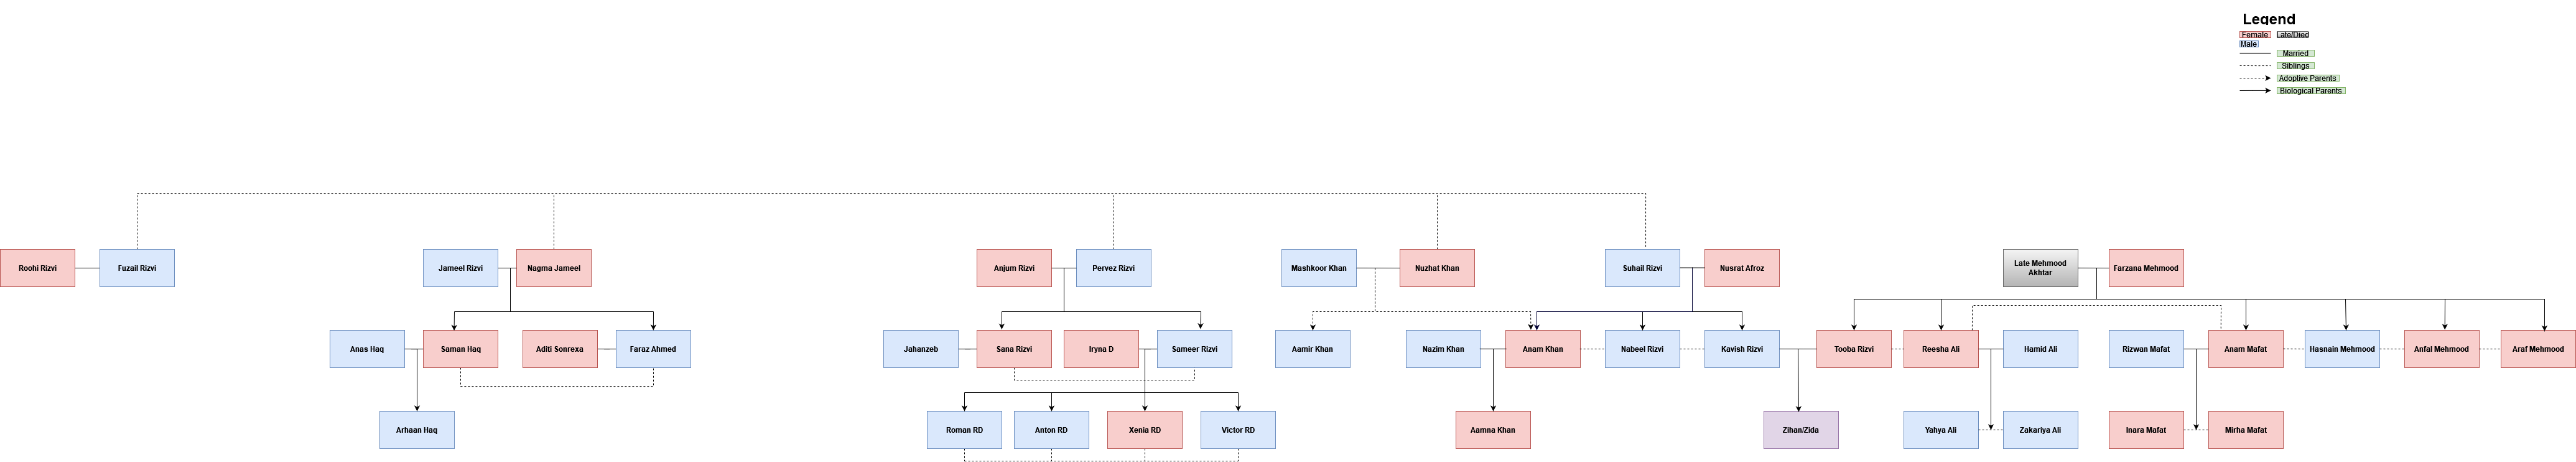 Legend
Female Late/Died
Male
Married
Siblings
Adoptive Parents
Biological Parents
Roohi Rizvi
Fuzail Rizvi
Jameel Rizvi
Nagma Jameel
Anjum Rizvi
Pervez Rizvi
Mashkoor Khan
Nuzhat Khan
Suhail Rizvi
Nusrat Afroz
Late Mehmood
Akhtar
Farzana Mehmood
Anas Haq
Saman Haq
Aditi Sonrexa
Faraz Ahmed
Jahanzeb
Sana Rizvi
Iryna D
Sameer Rizvi
Aamir Khan
Nazim Khan
Anam Khan
Nabeel Rizvi
Kavish Rizvi
Tooba Rizvi
Reesha Ali
Hamid Ali
Rizwan Mafat
Anam Mafat
Hasnain Mehmood
Anfal Mehmood
Araf Mehmood
Arhaan Haq
Roman RD
Anton RD
Xenia RD
Victor RD
Aamna Khan
Zihan/Zida
Yahya Ali
Zakariya Ali
Inara Mafat
Mirha Mafat